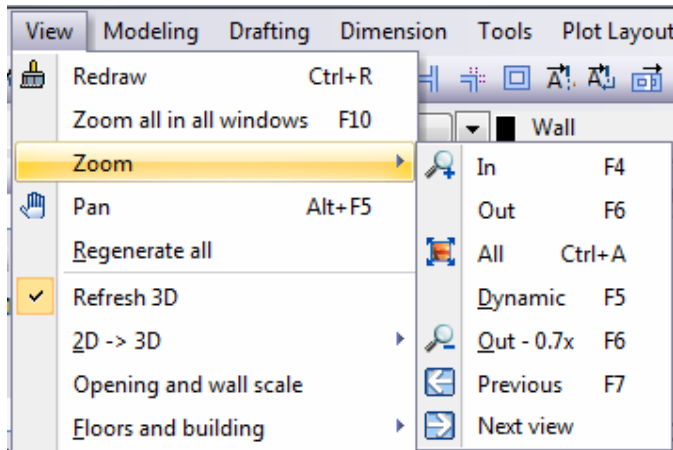 View Modeling Drafting Dimension Tools Plot Layout
Redraw Ctrl+R
Zoom all in all windows F10
Wall
Zoom
In F4
Pan Alt+F5
Out F6
Regenerate all
All Ctrl+A
Refresh 3D
Dynamic F5
2D -> 3D
Out - 0.7x F6
Opening and wall scale
Previous F7
Floors and building
Next view